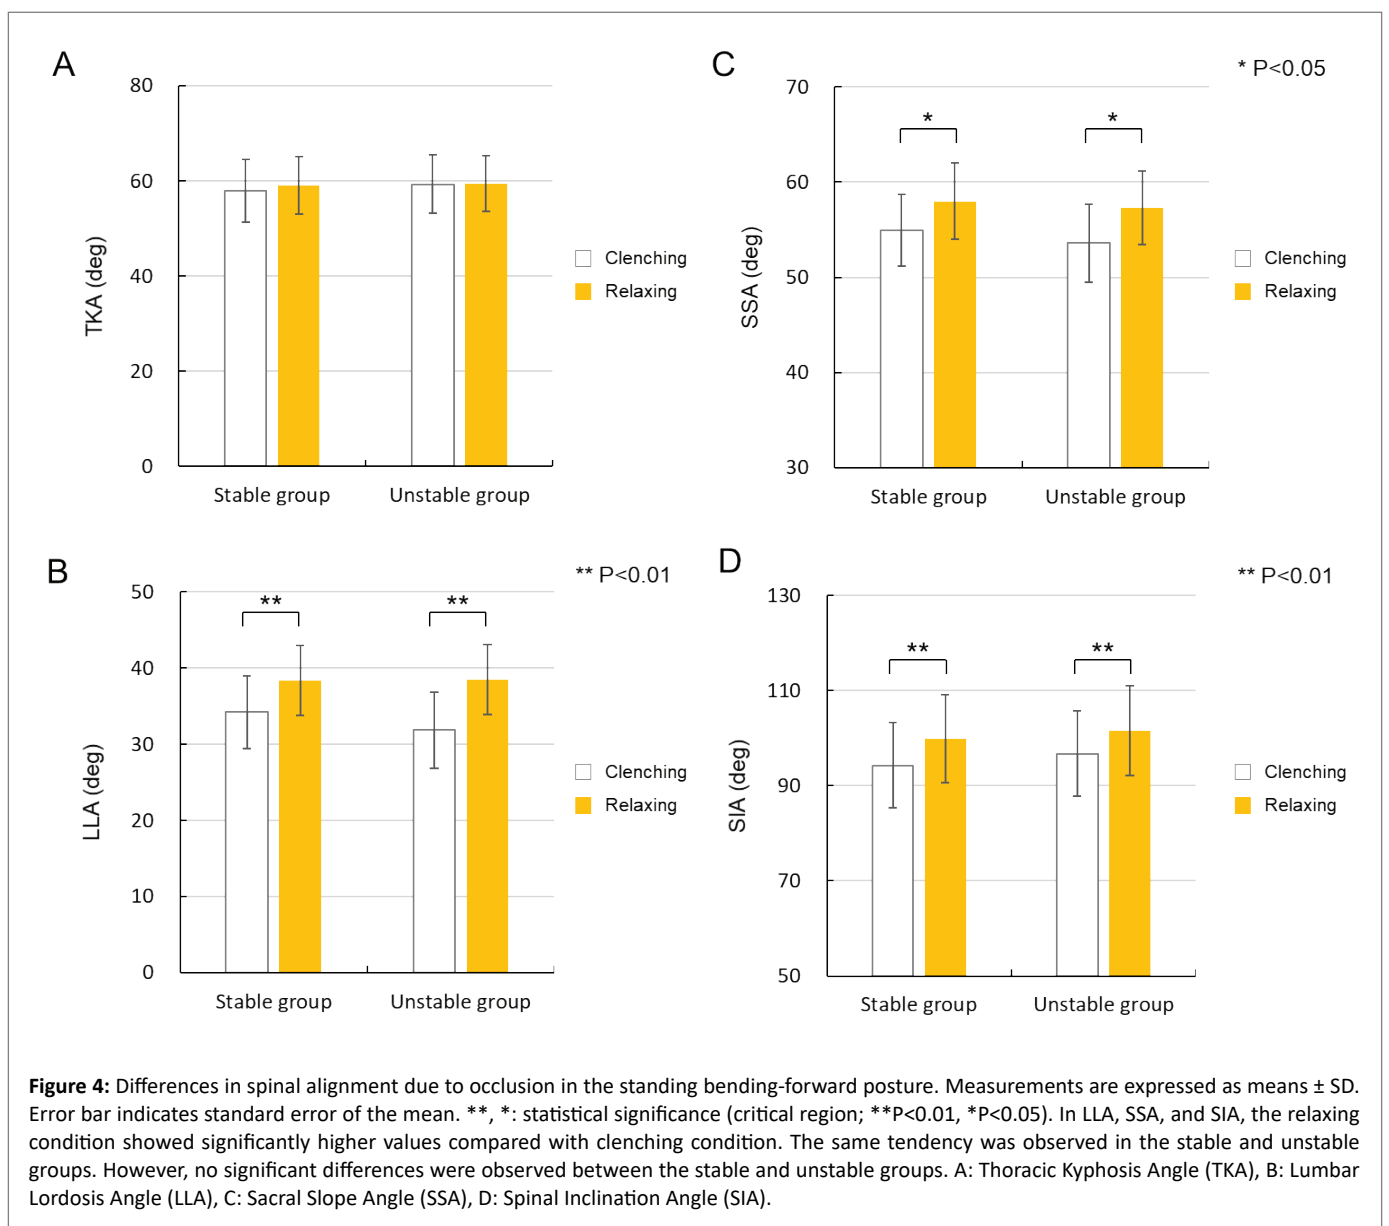 A
80
60
40
20
0
TKA (deg)
Stable group
Unstable group
Clenching
Relaxing
C
* P<0.05
70
60
50
40
30
SSA (deg)
*
*
Stable group
Unstable group
Clenching
Relaxing
B
** P<0.01
50
40
30
20
10
0
LLA (deg)
**
**
Stable group
Unstable group
Clenching
Relaxing
D
** P<0.01
130
110
90
70
50
SIA (deg)
**
**
Stable group
Unstable group
Clenching
Relaxing
Figure 4: Differences in spinal alignment due to occlusion in the standing bending-forward posture. Measurements are expressed as means ± SD.
Error bar indicates standard error of the mean. **, *: statistical significance (critical region; **P<0.01, *P<0.05). In LLA, SSA, and SIA, the relaxing
condition showed significantly higher values compared with clenching condition. The same tendency was observed in the stable and unstable
groups. However, no significant differences were observed between the stable and unstable groups. A: Thoracic Kyphosis Angle (TKA), B: Lumbar
Lordosis Angle (LLA), C: Sacral Slope Angle (SSA), D: Spinal Inclination Angle (SIA).